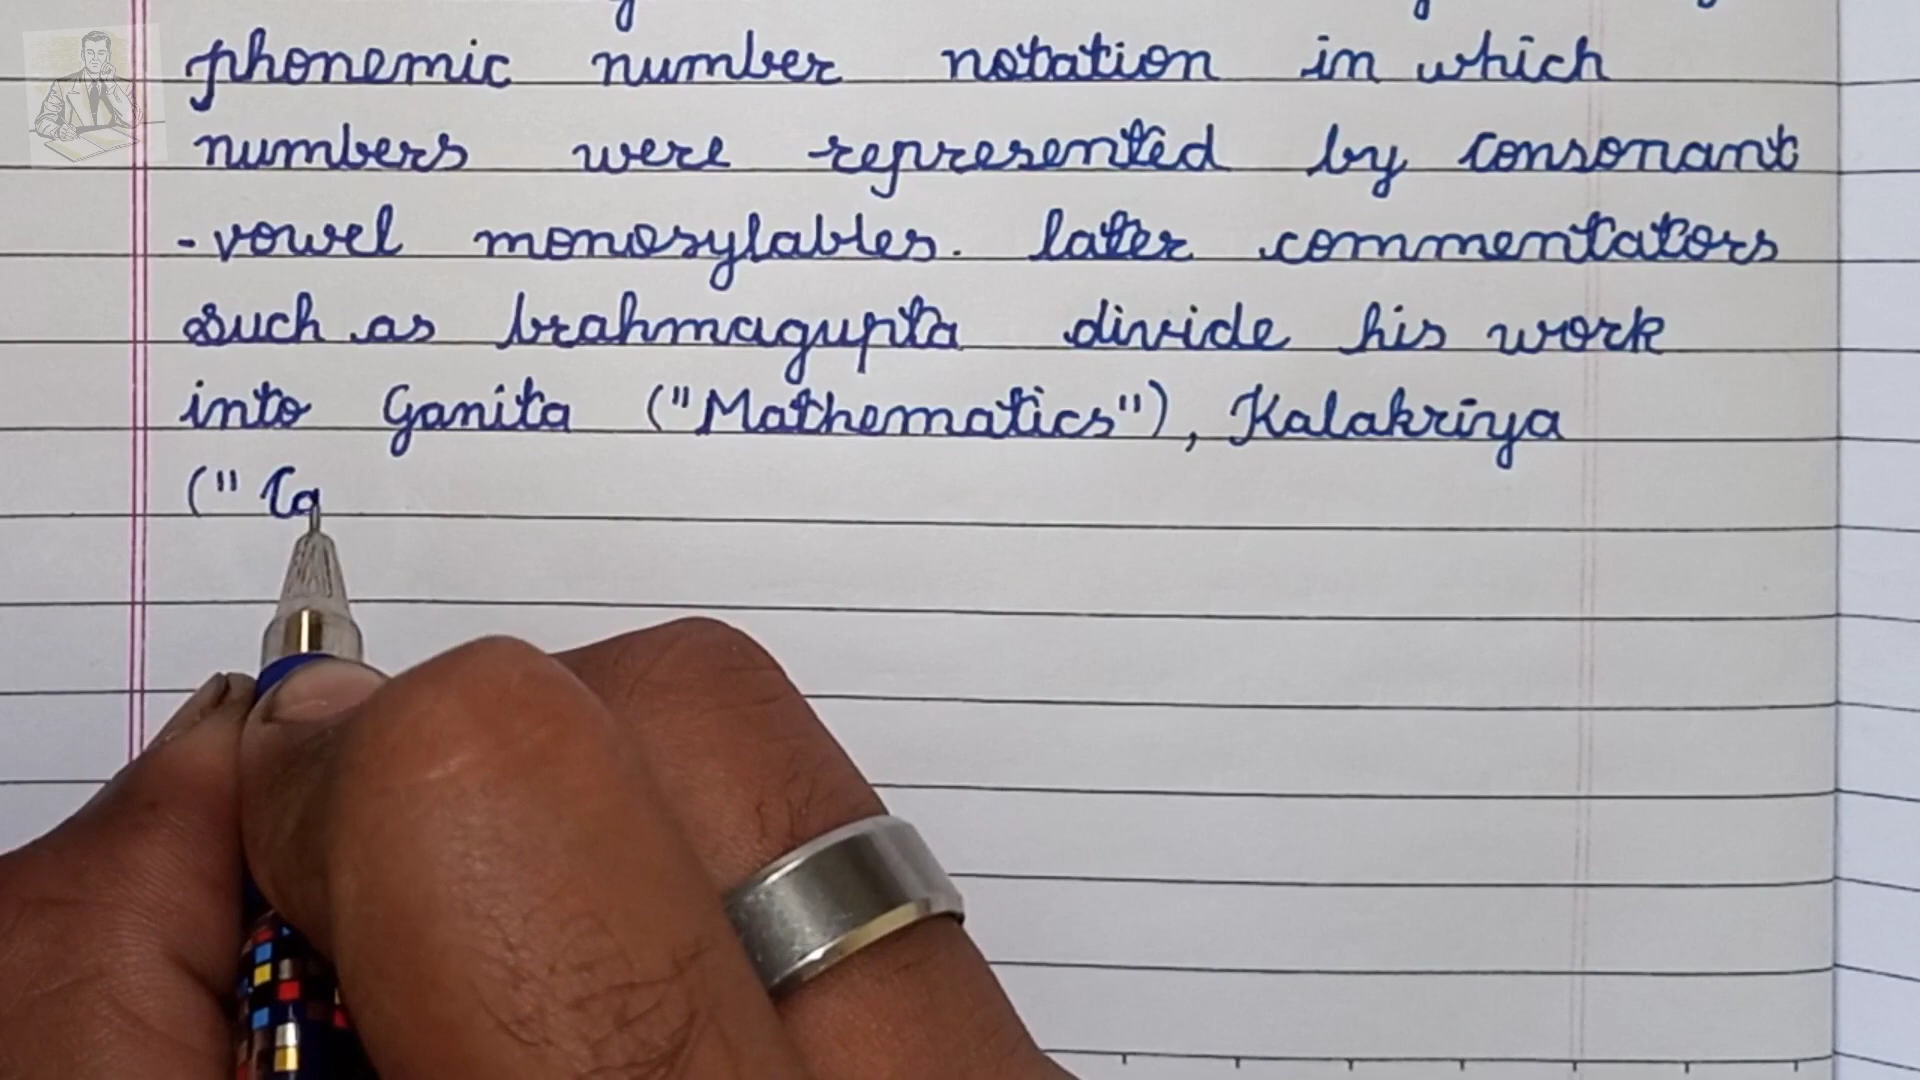 phonemic number notation in which
numbers were represented by consonant
-vowel monosylables. later commentators
such as brahmagupta divide his work
into Ganita ("Mathematics"), Kalakriya
(" Ca